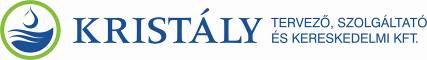 KRISTÁLY
TERVEZŐ, SZOLGÁLTATÓ
ÉS KERESKEDELMI KFT.